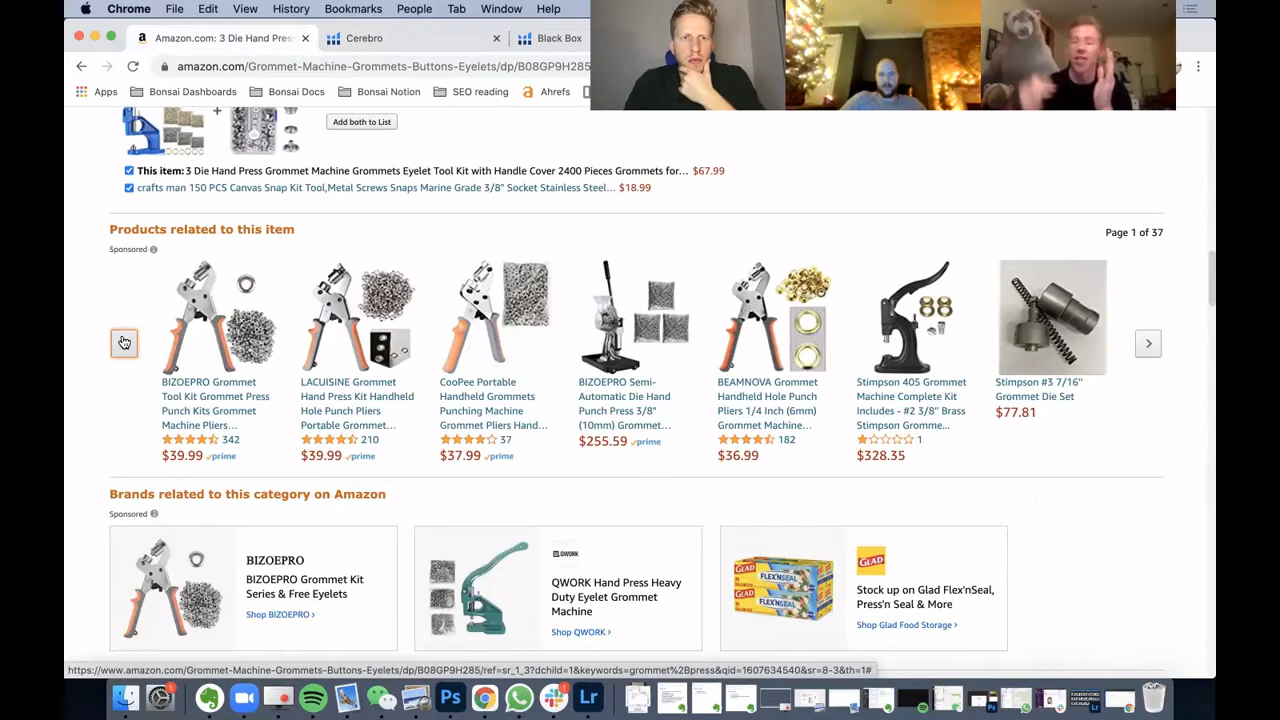 Chrome File Edit View History Bookmarks People Tab Window Help
Amazon.com: 3 Die Hand Pres
Cerebro
Black Box
amazon.com/Grommet-Machine-Grommets-Buttons-Eyelets/dp/B08GP9H285
Apps Bonsai Dashboards Bonsai Docs Bonsai Notion SEO reading Ahrefs
Add both to List
This item: 3 Die Hand Press Grommet Machine Grommets Eyelet Tool Kit with Handle Cover 2400 Pieces Grommets for... $67.99
crafts man 150 PCS Canvas Snap Kit Tool,Metal Screws Snaps Marine Grade 3/8" Socket Stainless Steel... $18.99
Products related to this item
Page 1 of 37
Sponsored
BIZOEPRO Grommet
Tool Kit Grommet Press
Punch Kits Grommet
Machine Pliers...
342
$39.99 prime
LACUISINE Grommet
Hand Press Kit Handheld
Hole Punch Pliers
Portable Grommet...
210
$39.99 prime
CooPee Portable
Handheld Grommets
Punching Machine
Grommet Pliers Hand...
37
$37.99 prime
BIZOEPRO Semi-
Automatic Die Hand
Punch Press 3/8"
(10mm) Grommet...
$255.59 prime
BEAMNOVA Grommet
Handheld Hole Punch
Pliers 1/4 Inch (6mm)
Grommet Machine...
182
$36.99
Stimpson 405 Grommet
Machine Complete Kit
Includes - #2 3/8" Brass
Stimpson Gromme...
1
$328.35
Stimpson #3 7/16"
Grommet Die Set
$77.81
Brands related to this category on Amazon
Sponsored
BIZOEPRO
BIZOEPRO Grommet Kit
Series & Free Eyelets
Shop BIZOEPRO ›
QWORK
QWORK Hand Press Heavy
Duty Eyelet Grommet
Machine
Shop QWORK ›
GLAD
GLAD
FLEX'NSEAL
GLAD
Stock up on Glad Flex'nSeal,
Press'n Seal & More
Shop Glad Food Storage ›
https://www.amazon.com/Grommet-Machine-Grommets-Buttons-Eyelets/dp/B08GP9H285/ref=sr_1_3?dchild=1&keywords=grommet%2Bpress&qid=1607634540&sr=8-3&th=1#
Ps
Lr